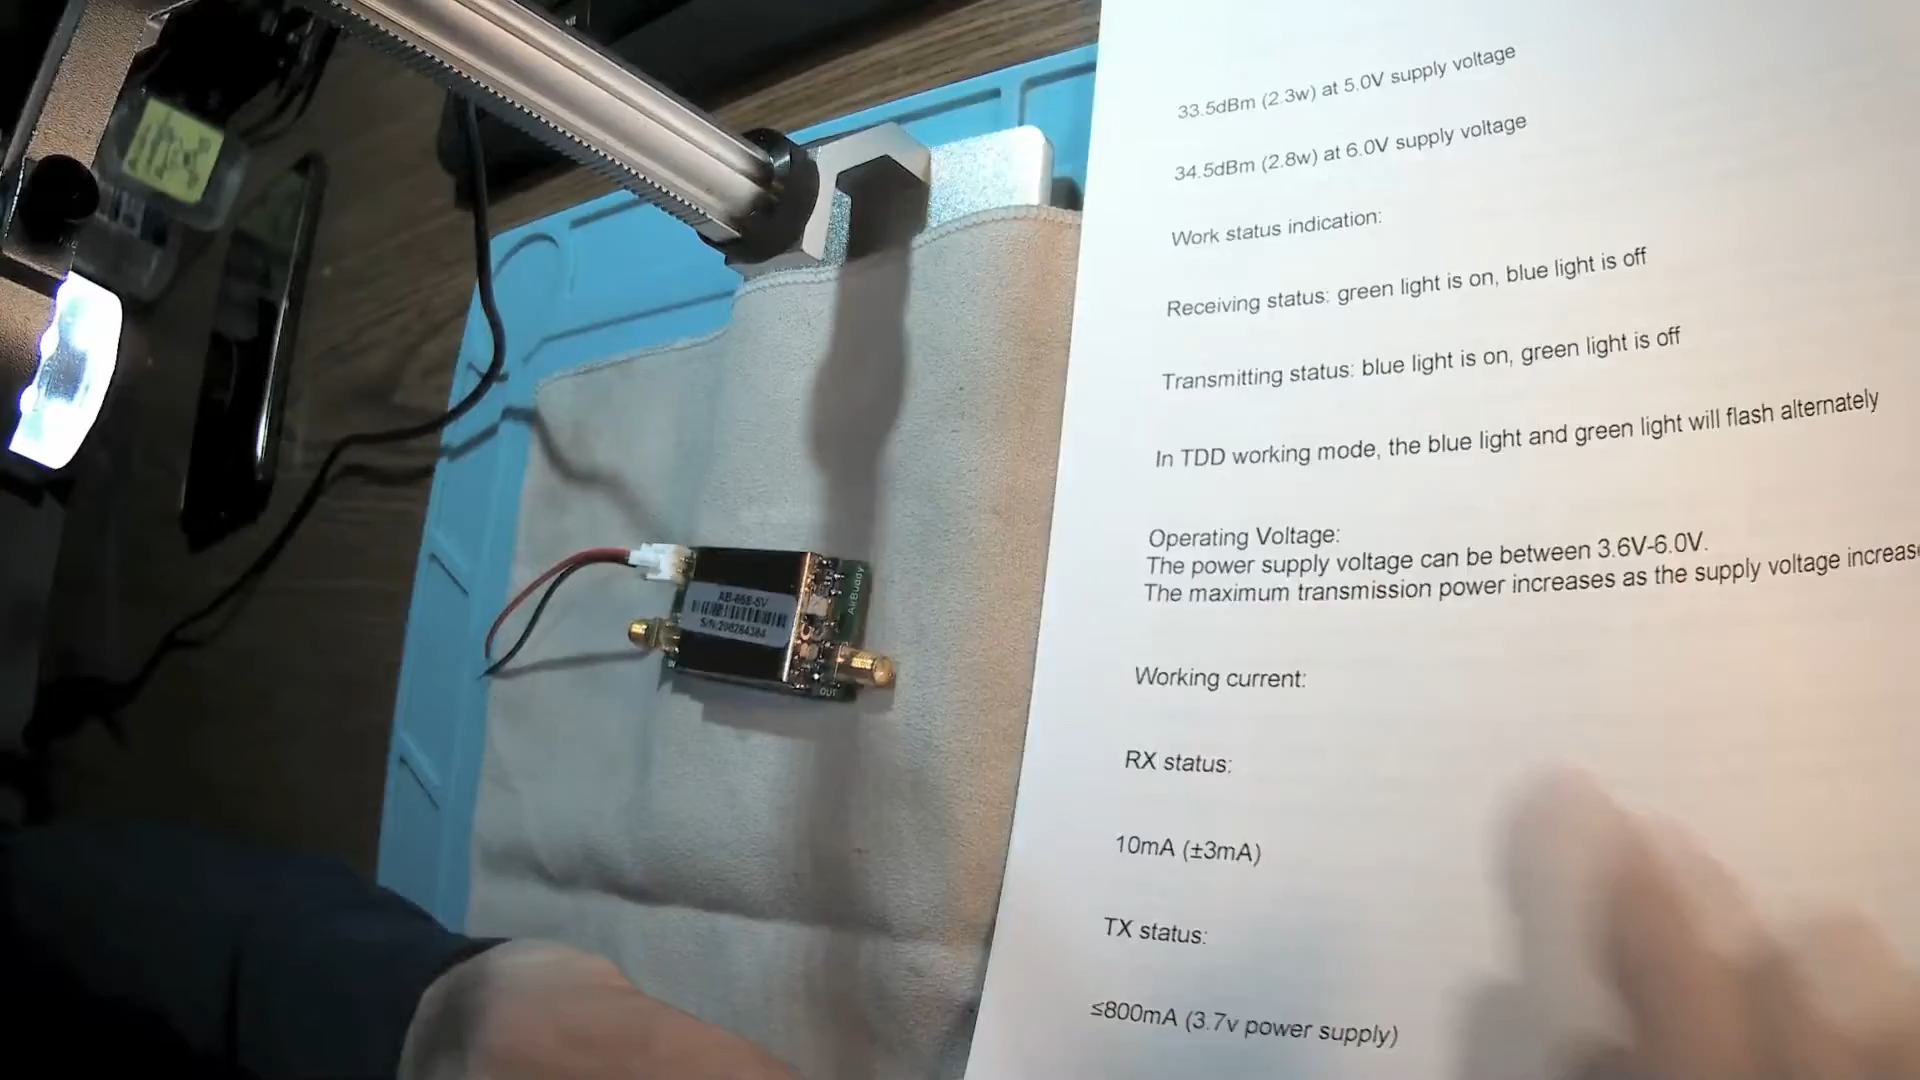 33.5dBm (2.3w) at 5.0V supply voltage
34.5dBm (2.8w) at 6.0V supply voltage
Work status indication:
Receiving status: green light is on, blue light is off
Transmitting status: blue light is on, green light is off
In TDD working mode, the blue light and green light will flash alternately
Operating Voltage:
The power supply voltage can be between 3.6V-6.0V.
The maximum transmission power increases as the supply voltage increas
Working current:
RX status:
10mA (±3mA)
TX status:
≤800mA (3.7v power supply)
AirBuddy
OUT